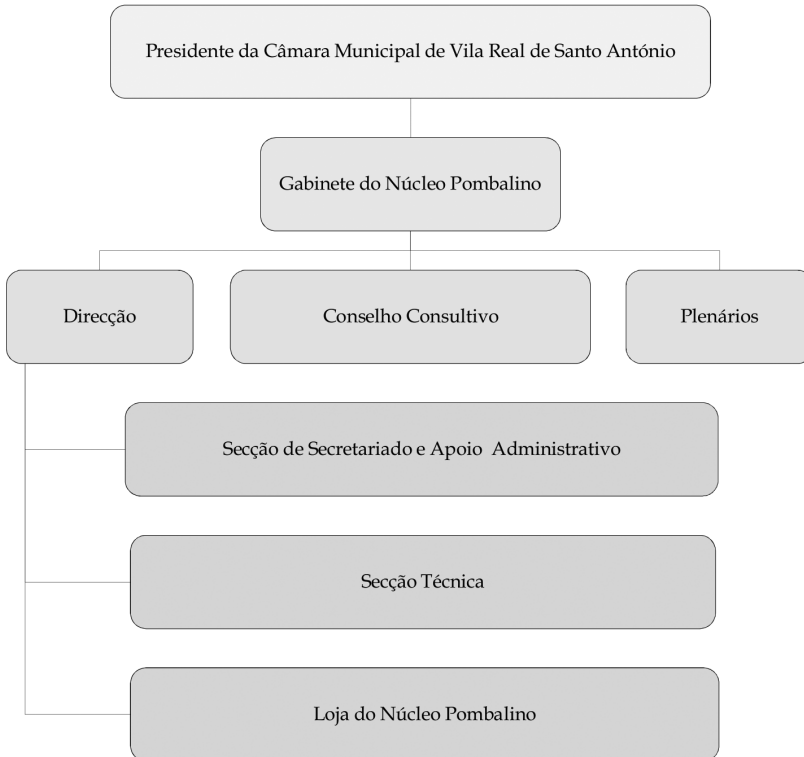 Presidente da Câmara Municipal de Vila Real de Santo António
Gabinete do Núcleo Pombalino
Direcção
Conselho Consultivo
Plenários
Secção de Secretariado e Apoio Administrativo
Secção Técnica
Loja do Núcleo Pombalino